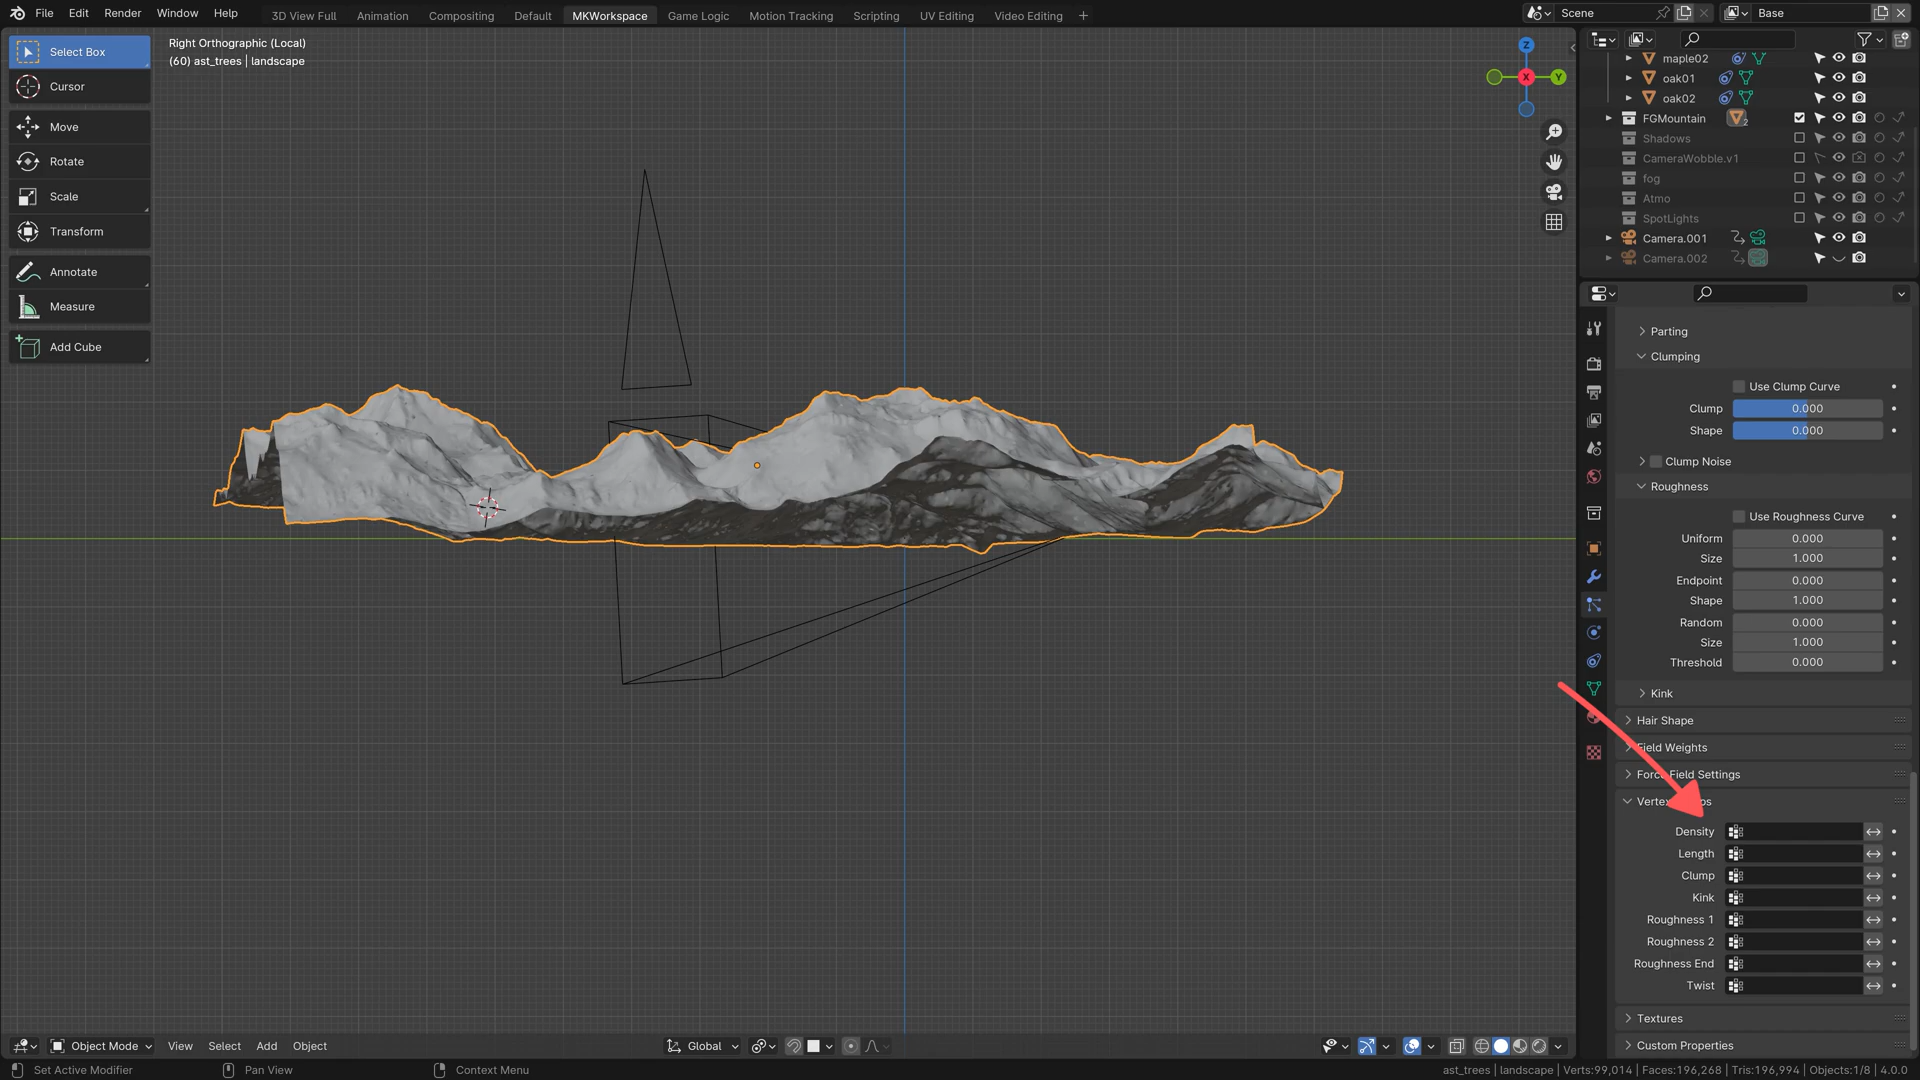 File Edit Render Window Help
3D View Full Animation Compositing Default MKWorkspace Game Logic Motion Tracking Scripting UV Editing Video Editing +
Scene
Base
Select Box
Cursor
Move
Rotate
Scale
Transform
Annotate
Measure
Add Cube
Right Orthographic (Local)
(60) ast_trees | landscape
Z
X
Y
maple02
oak01
oak02
FGMountain 2
Shadows
CameraWobble.v1
fog
Atmo
SpotLights
Camera.001
Camera.002
Parting
Clumping
Use Clump Curve
Clump 0.000
Shape 0.000
Clump Noise
Roughness
Use Roughness Curve
Uniform 0.000
Size 1.000
Endpoint 0.000
Shape 1.000
Random 0.000
Size 1.000
Threshold 0.000
Kink
Hair Shape
Field Weights
Force Field Settings
Density
Length
Clump
Kink
Roughness 1
Roughness 2
Roughness End
Twist
Textures
Custom Properties
Object Mode View Select Add Object
Global
Set Active Modifier Pan View Context Menu
ast_trees | landscape | Verts:99,014 | Faces:196,268 | Tris:196,994 | Objects:1/8 | 4.0.0